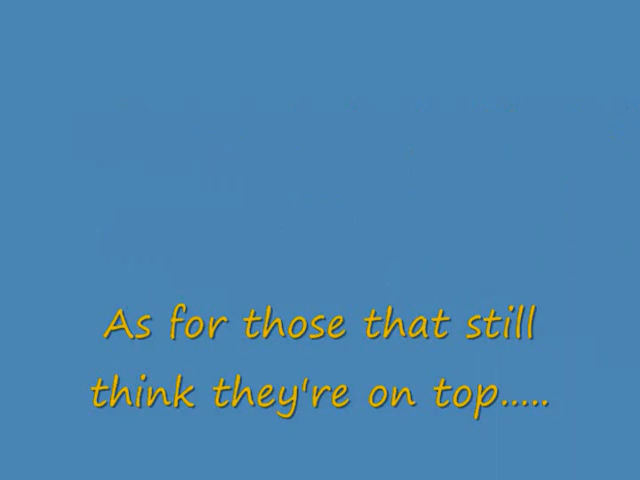 As for those that still
think they're on top.....